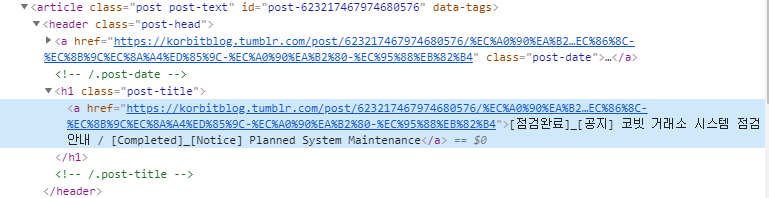 ▼<article class="post post-text" id="post-623217467974680576" data-tags>
▼<header class="post-head">
▶<a href="https://korbitblog.tumblr.com/post/623217467974680576/%EC%A0%90%EA%B2…EC%86%8C-
%EC%8B%9C%EC%8A%A4%ED%85%9C-%EC%A0%90%EA%B2%80-%EC%95%88%EB%82%B4" class="post-date">…</a>
<!-- /.post-date -->
▼<h1 class="post-title">
<a href="https://korbitblog.tumblr.com/post/623217467974680576/%EC%A0%90%EA%B2…EC%86%8C-
%EC%8B%9C%EC%8A%A4%ED%85%9C-%EC%A0%90%EA%B2%80-%EC%95%88%EB%82%B4">[점검완료]_[공지] 코빗 거래소 시스템 점검
안내 / [Completed]_[Notice] Planned System Maintenance</a> == $0
</h1>
<!-- /.post-title -->
</header>